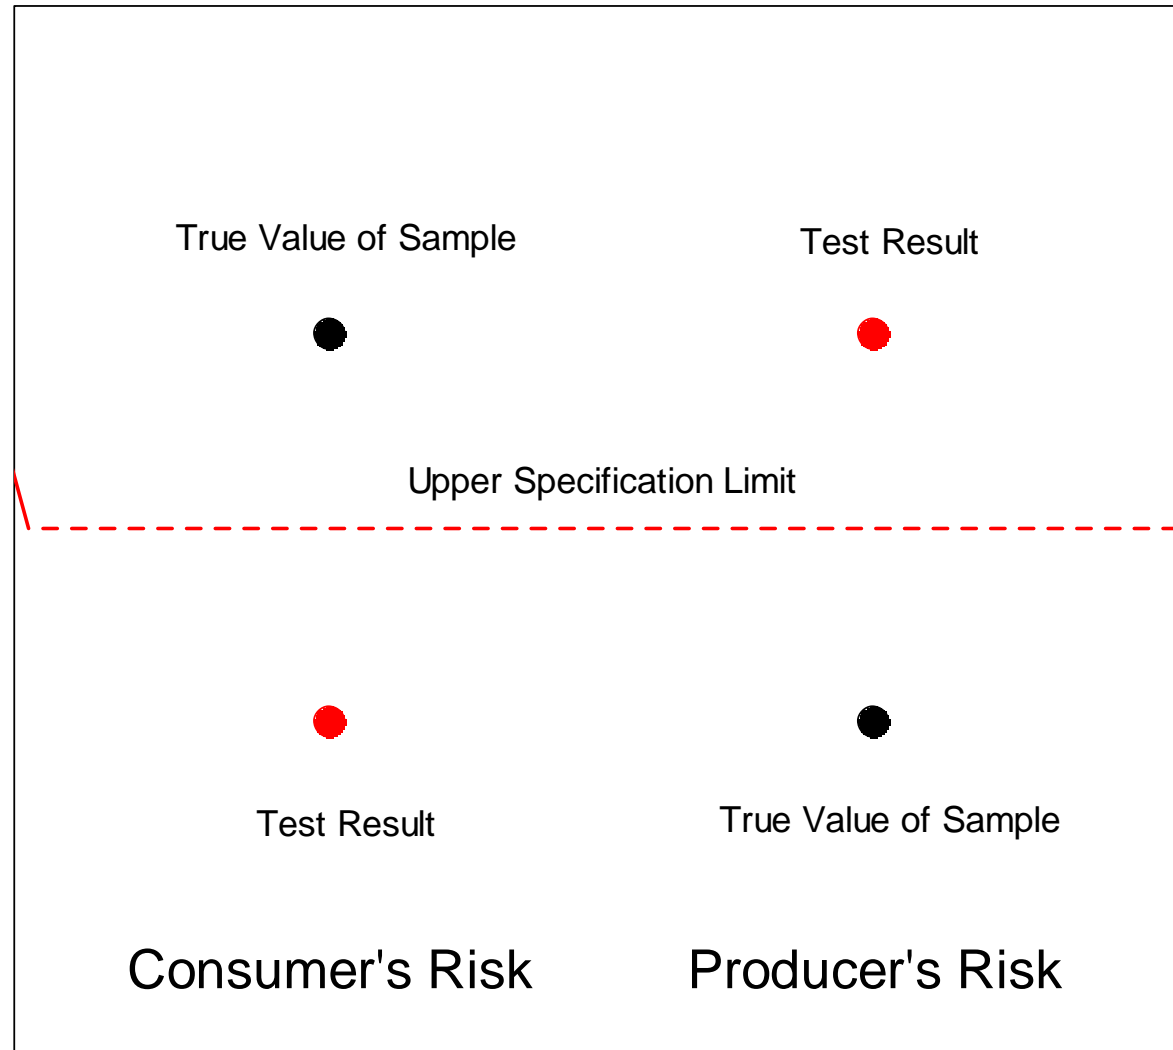 True Value of Sample
Test Result
Upper Specification Limit
Test Result
True Value of Sample
Consumer's Risk
Producer's Risk